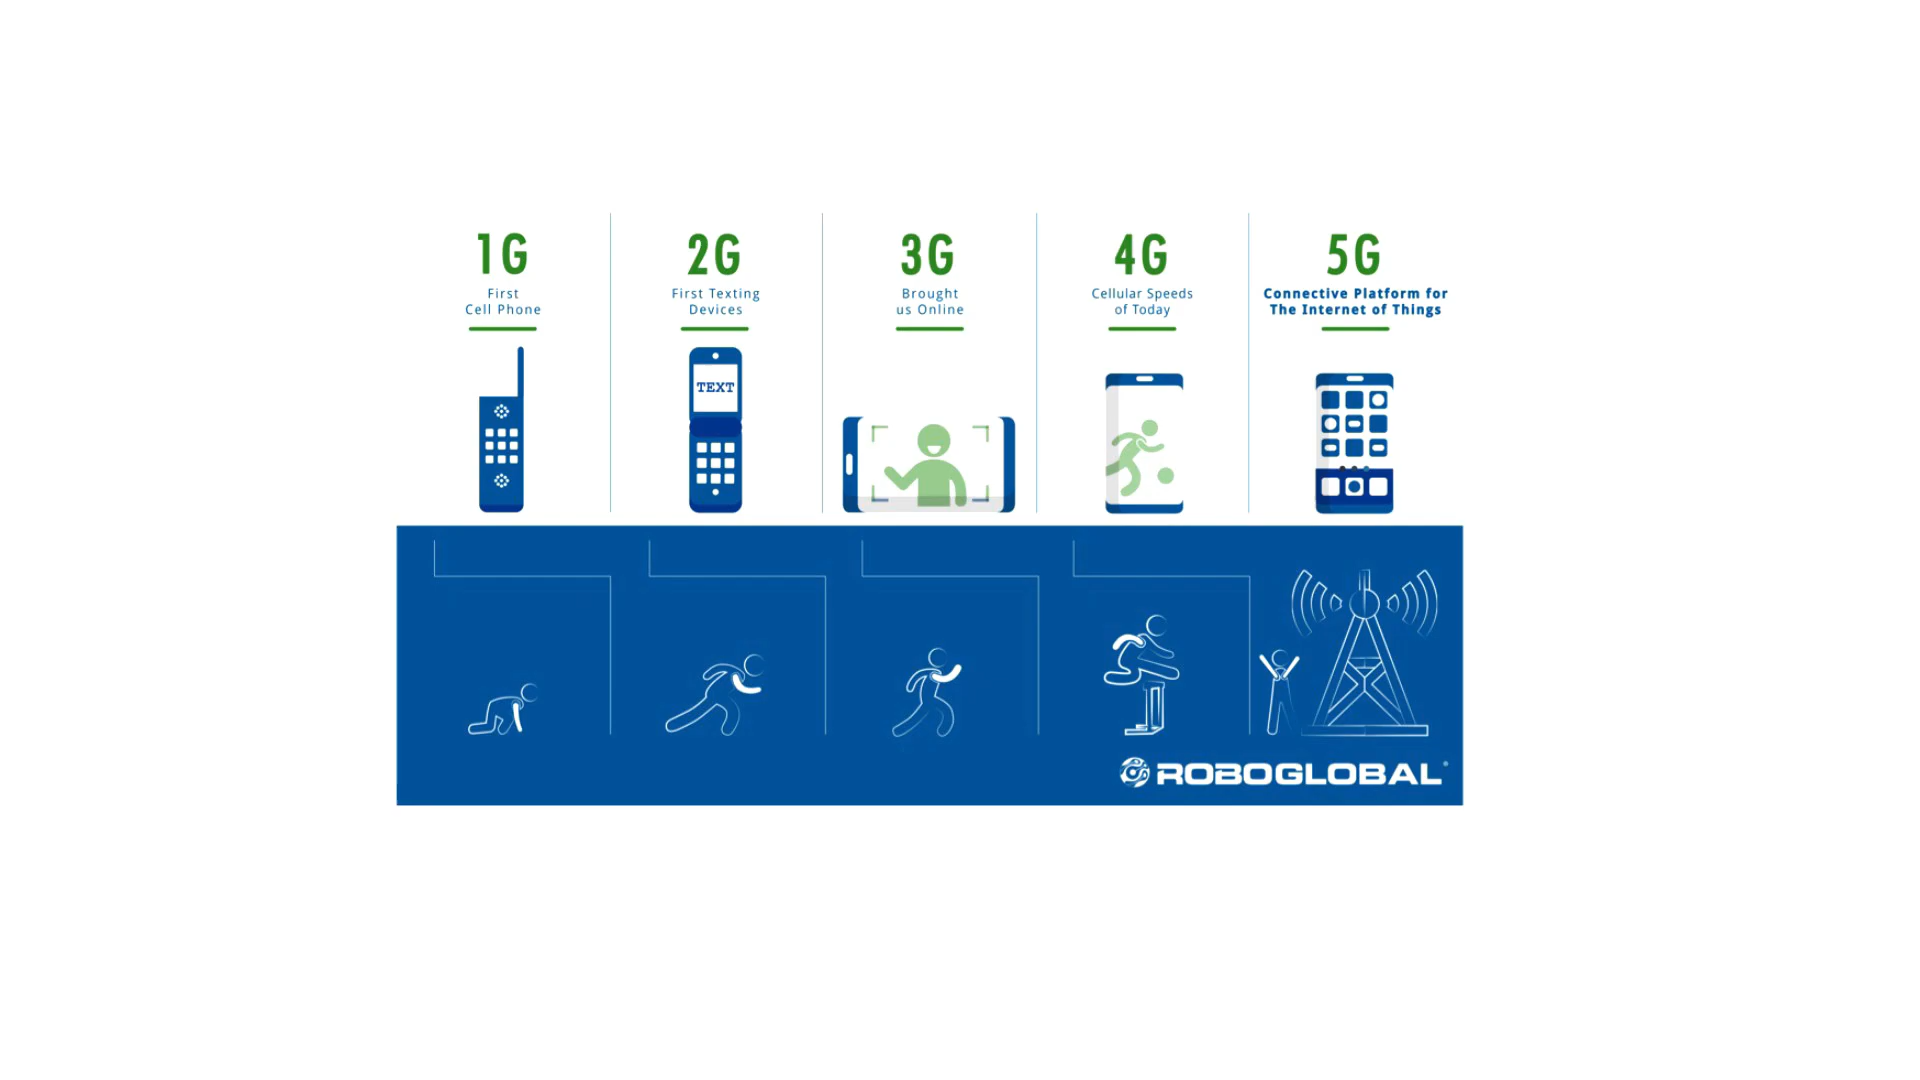 1G
First
Cell Phone
2G
First Texting
Devices
TEXT
3G
Brought
us Online
4G
Cellular Speeds
of Today
5G
Connective Platform for
The Internet of Things
ROBOGLOBAL